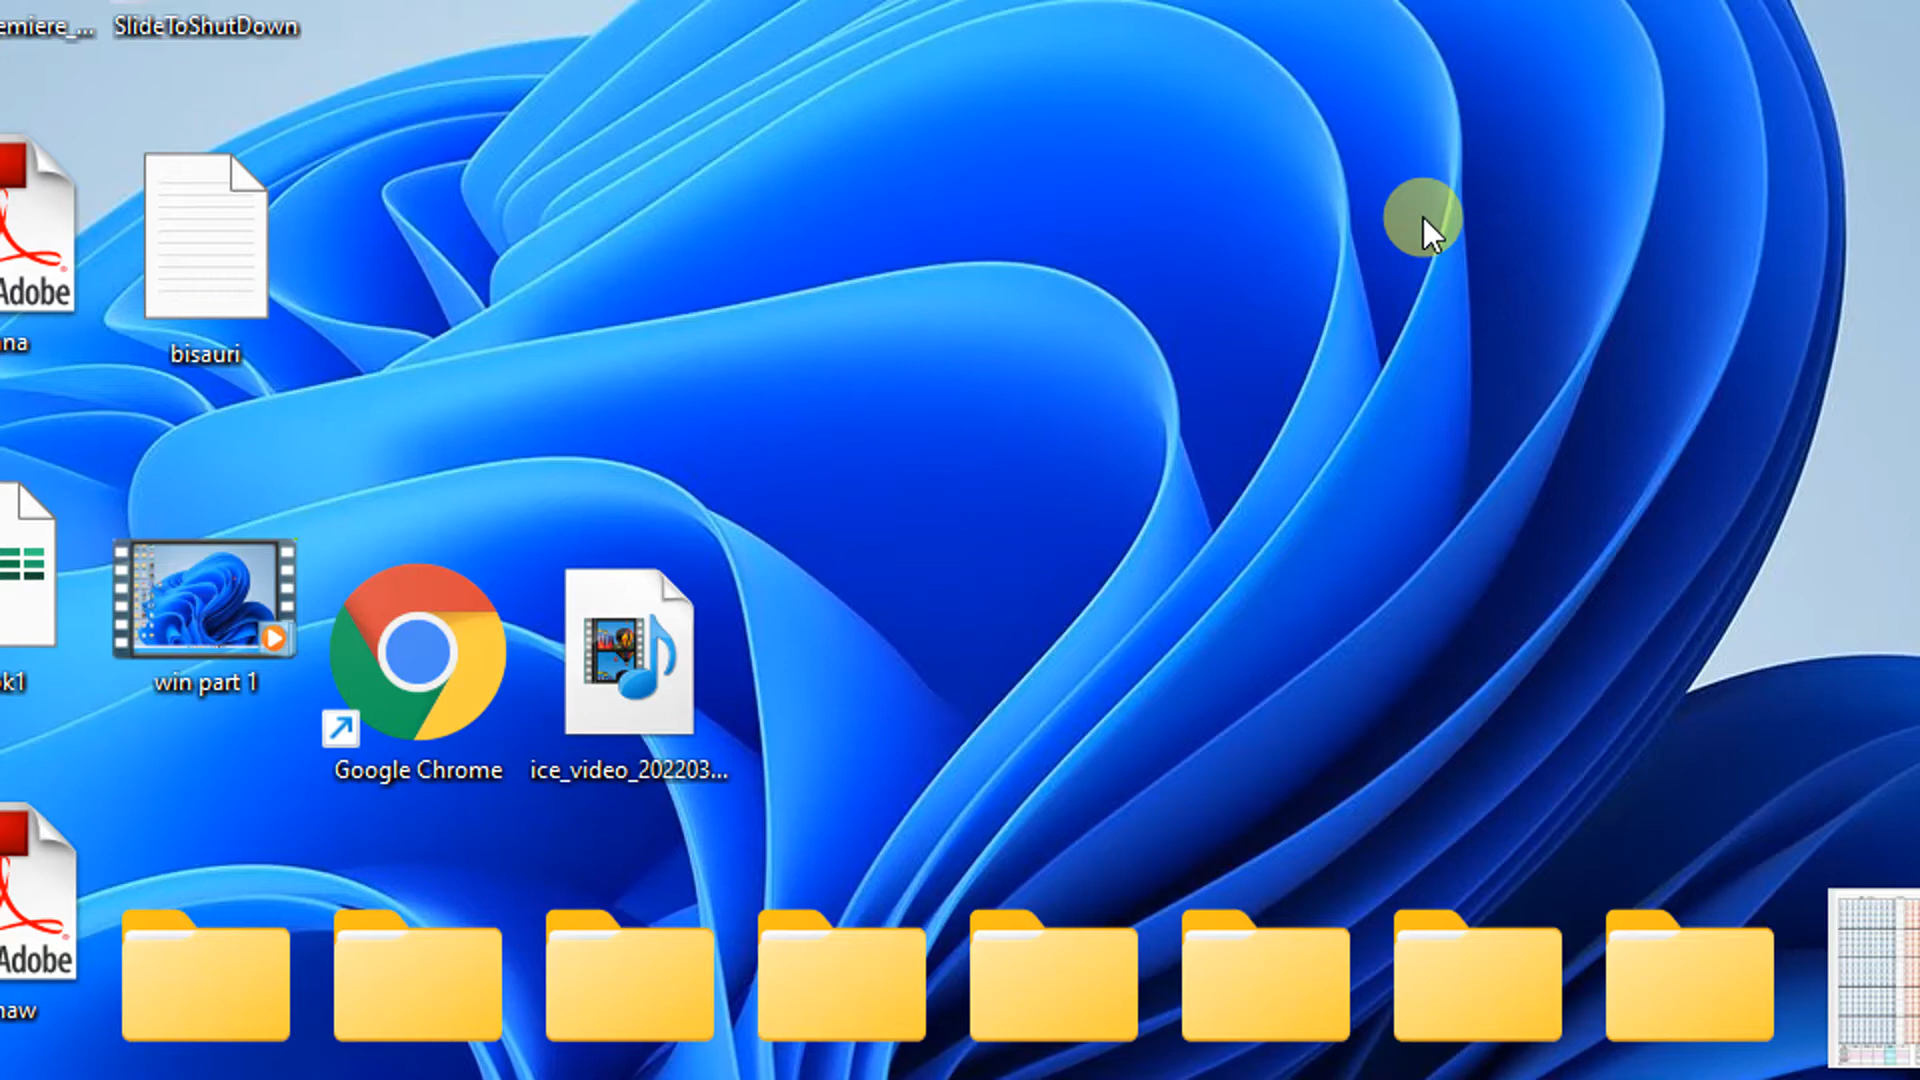 emiere_...
SlideToShutDown
Adobe
na
bisauri
k1
win part 1
Google Chrome
ice_video_202203...
Adobe
naw